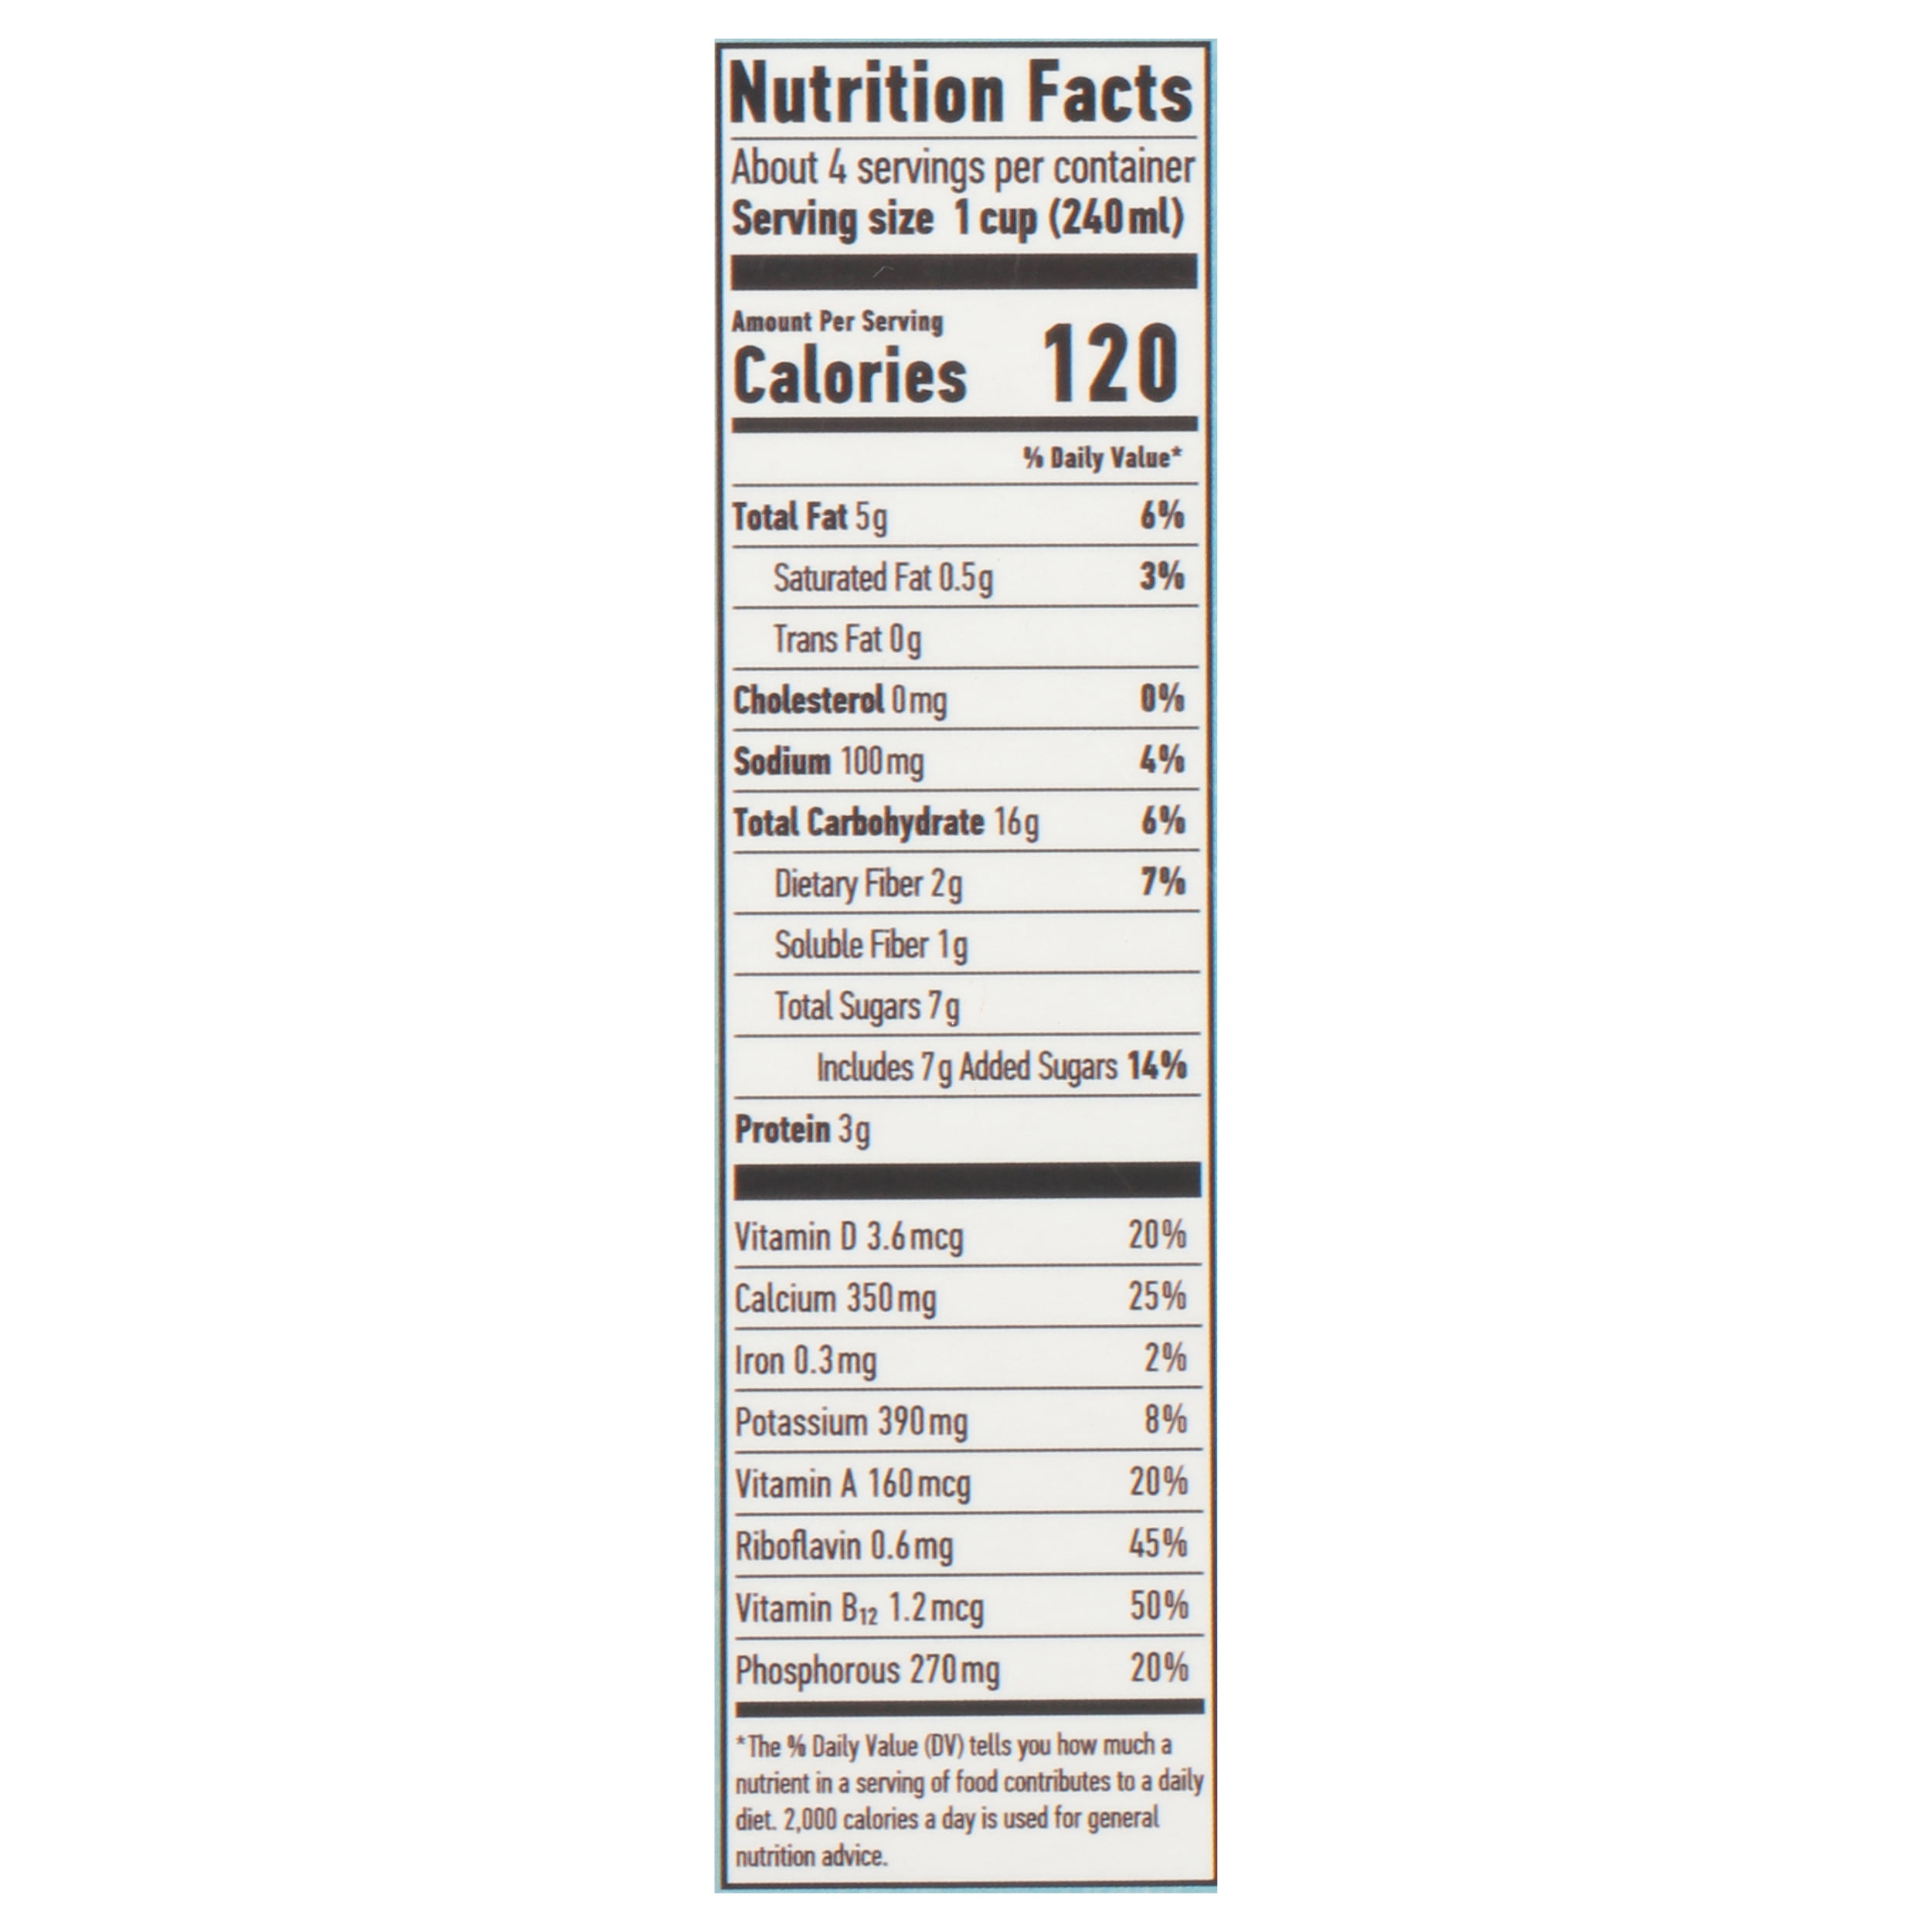 Nutrition Facts
About 4 servings per container
Serving size 1 cup (240ml)
Amount Per Serving
Calories 120
% Daily Value*
Total Fat 5g 6%
Saturated Fat 0.5g 3%
Trans Fat 0g
Cholesterol 0mg 0%
Sodium 100mg 4%
Total Carbohydrate 16g 6%
Dietary Fiber 2g 7%
Soluble Fiber 1g
Total Sugars 7g
Includes 7g Added Sugars 14%
Protein 3g
Vitamin D 3.6mcg 20%
Calcium 350mg 25%
Iron 0.3mg 2%
Potassium 390mg 8%
Vitamin A 160mcg 20%
Riboflavin 0.6mg 45%
Vitamin B₁₂ 1.2mcg 50%
Phosphorous 270mg 20%
*The % Daily Value (DV) tells you how much a
nutrient in a serving of food contributes to a daily
diet. 2,000 calories a day is used for general
nutrition advice.